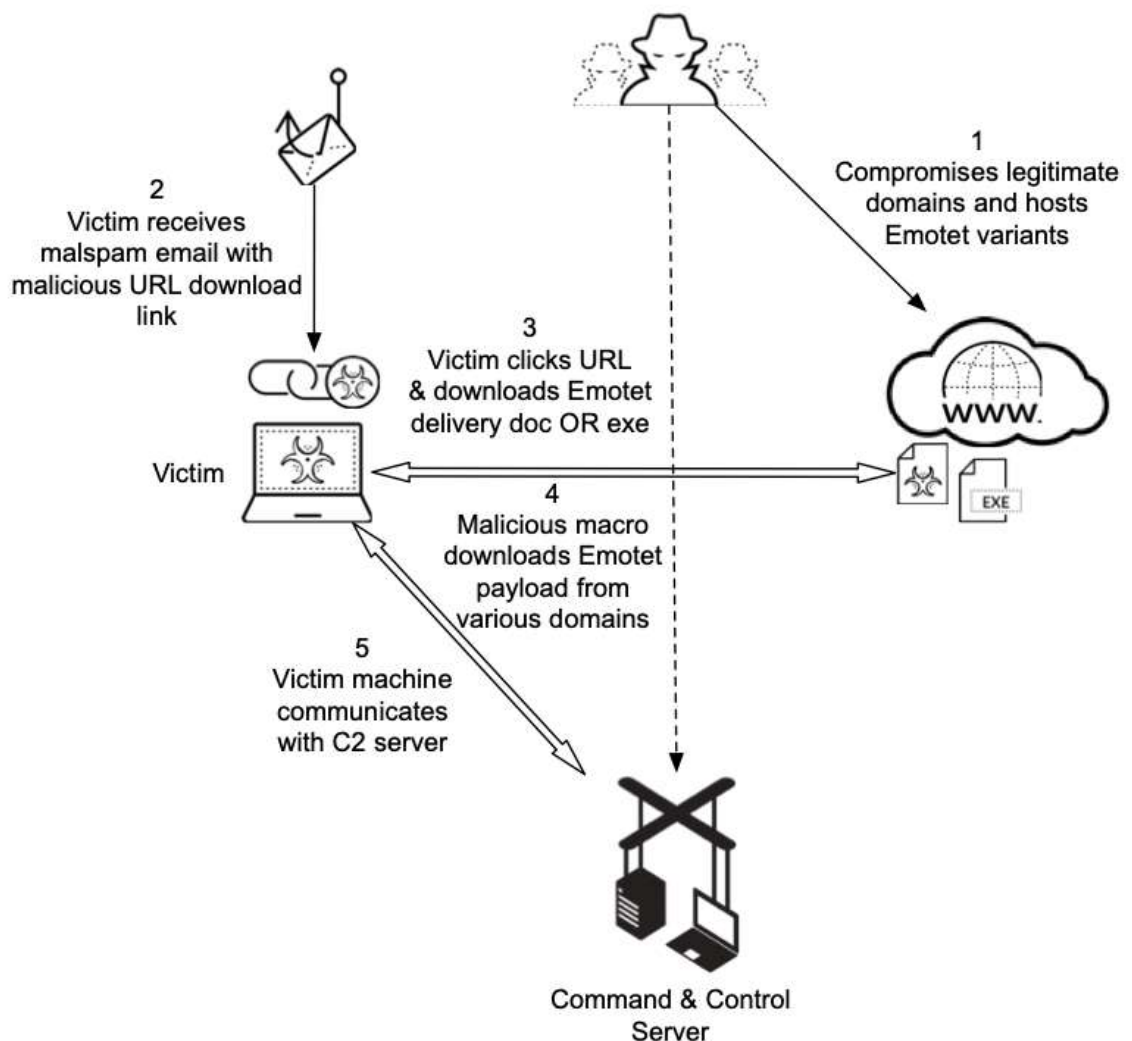 1
Compromises legitimate
domains and hosts
Emotet variants
2
Victim receives
malspam email with
malicious URL download
link
3
Victim clicks URL
& downloads Emotet
delivery doc OR exe
WWW.
EXE
Victim
4
Malicious macro
downloads Emotet
payload from
various domains
5
Victim machine
communicates
with C2 server
Command & Control
Server